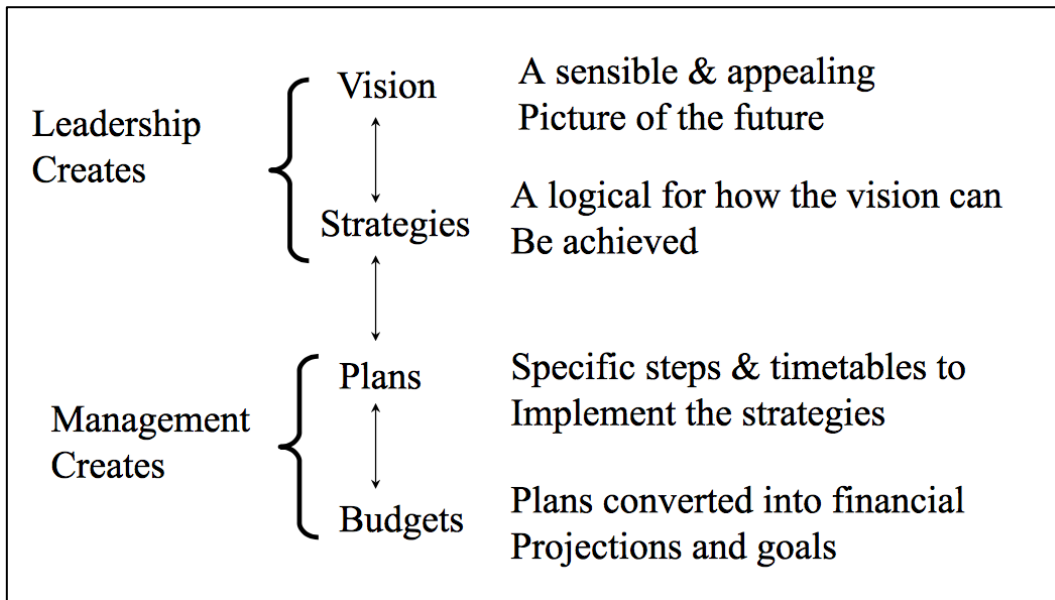 Leadership
Creates
Vision
A sensible & appealing
Picture of the future
Strategies
A logical for how the vision can
Be achieved
Management
Creates
Plans
Specific steps & timetables to
Implement the strategies
Budgets
Plans converted into financial
Projections and goals